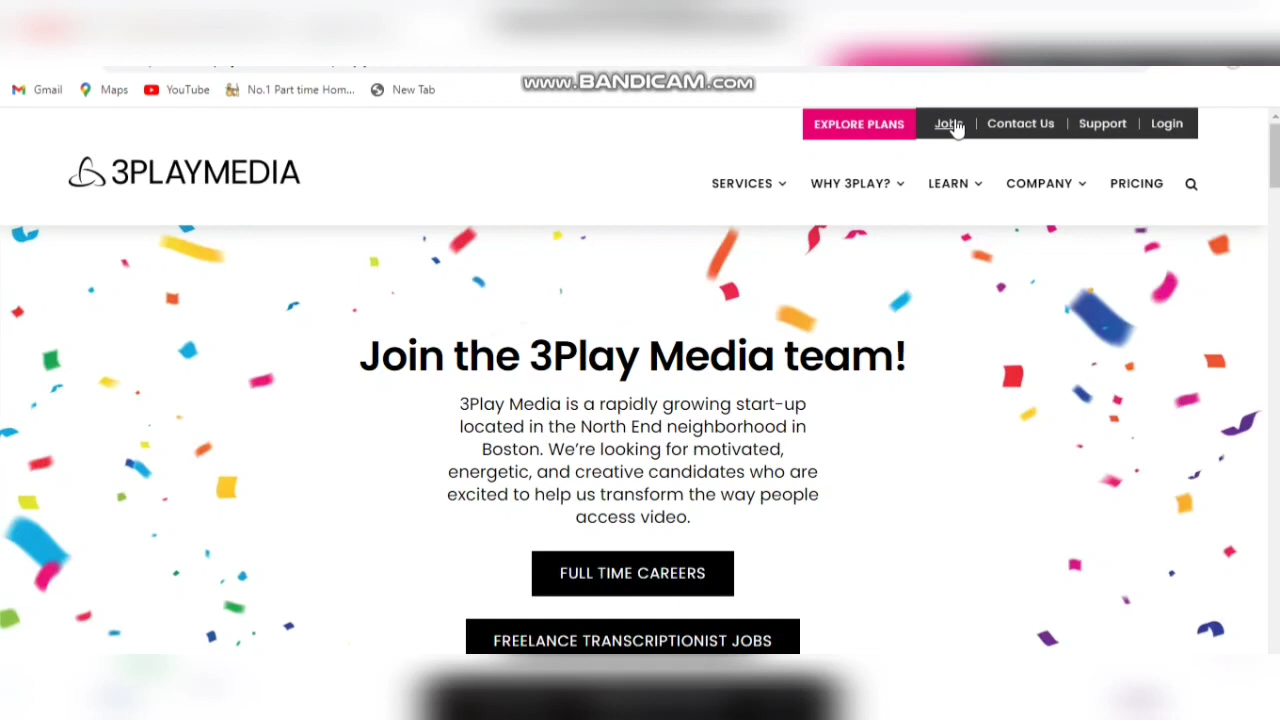 www.BANDICAM.com
Gmail Maps YouTube No.1 Part time Hom... New Tab
EXPLORE PLANS Jobs Contact Us Support Login
3PLAYMEDIA
SERVICES WHY 3PLAY? LEARN COMPANY PRICING
Join the 3Play Media team!
3Play Media is a rapidly growing start-up
located in the North End neighborhood in
Boston. We’re looking for motivated,
energetic, and creative candidates who are
excited to help us transform the way people
access video.
FULL TIME CAREERS
FREELANCE TRANSCRIPTIONIST JOBS